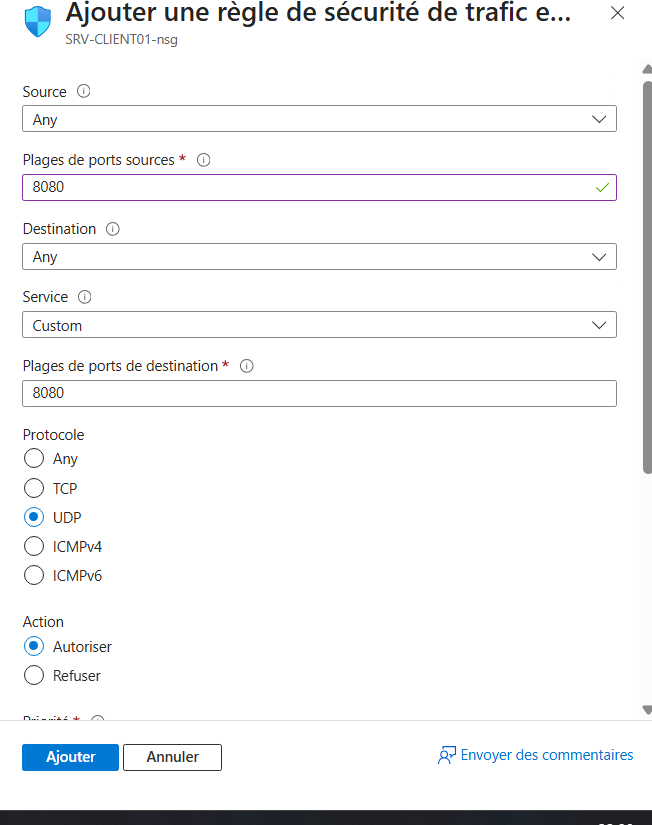 Ajouter une règle de sécurité de trafic e...
SRV-CLIENT01-nsg
Source
Any
Plages de ports sources *
8080
Destination
Any
Service
Custom
Plages de ports de destination *
8080
Protocole
Any
TCP
UDP
ICMPv4
ICMPv6
Action
Autoriser
Refuser
Priorité *
Ajouter
Annuler
Envoyer des commentaires